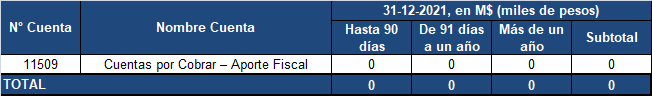 N° Cuenta
Nombre Cuenta
31-12-2021, en M$ (miles de pesos)
Hasta 90 días
De 91 días a un año
Más de un año
Subtotal
11509 Cuentas por Cobrar – Aporte Fiscal 0 0 0 0
TOTAL 0 0 0 0